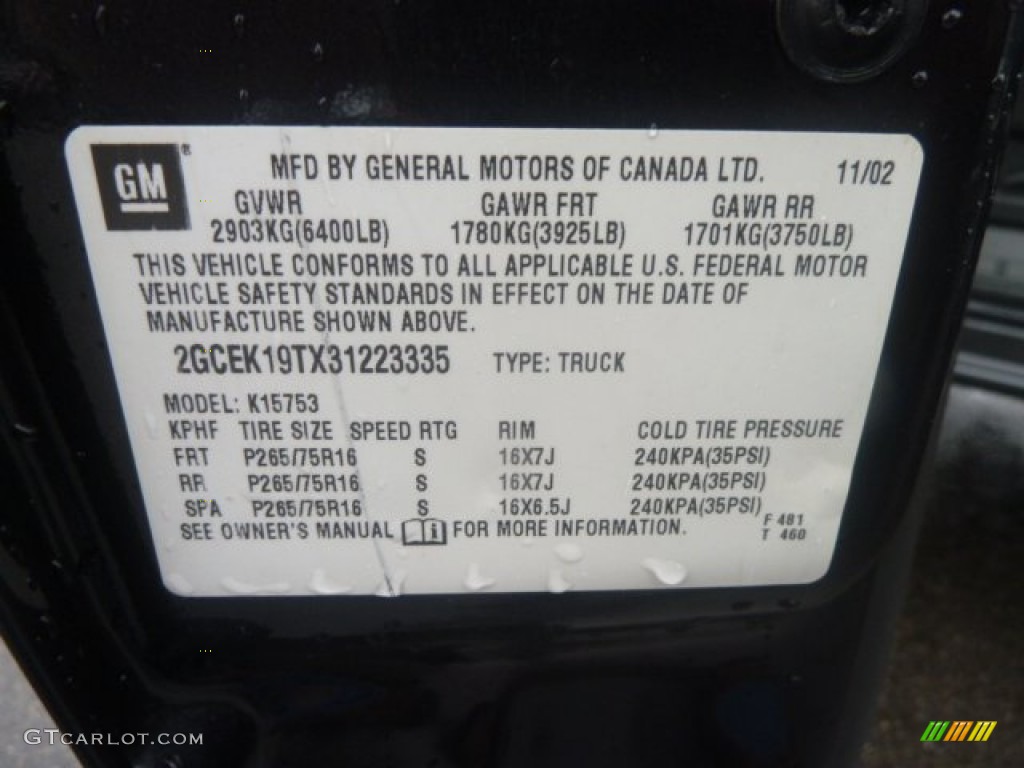 GM ® MFD BY GENERAL MOTORS OF CANADA LTD. 11/02
GVWR GAWR FRT GAWR RR
2903KG(6400LB) 1780KG(3925LB) 1701KG(3750LB)
THIS VEHICLE CONFORMS TO ALL APPLICABLE U.S. FEDERAL MOTOR
VEHICLE SAFETY STANDARDS IN EFFECT ON THE DATE OF
MANUFACTURE SHOWN ABOVE.
2GCEK19TX31223335 TYPE: TRUCK
MODEL: K15753
KPHF TIRE SIZE SPEED RTG RIM COLD TIRE PRESSURE
FRT P265/75R16 S 16X7J 240KPA(35PSI)
RR P265/75R16 S 16X7J 240KPA(35PSI)
SPA P265/75R16 S 16X6.5J 240KPA(35PSI)
SEE OWNER'S MANUAL i FOR MORE INFORMATION. F 481
T 460
GTCARLOT.COM